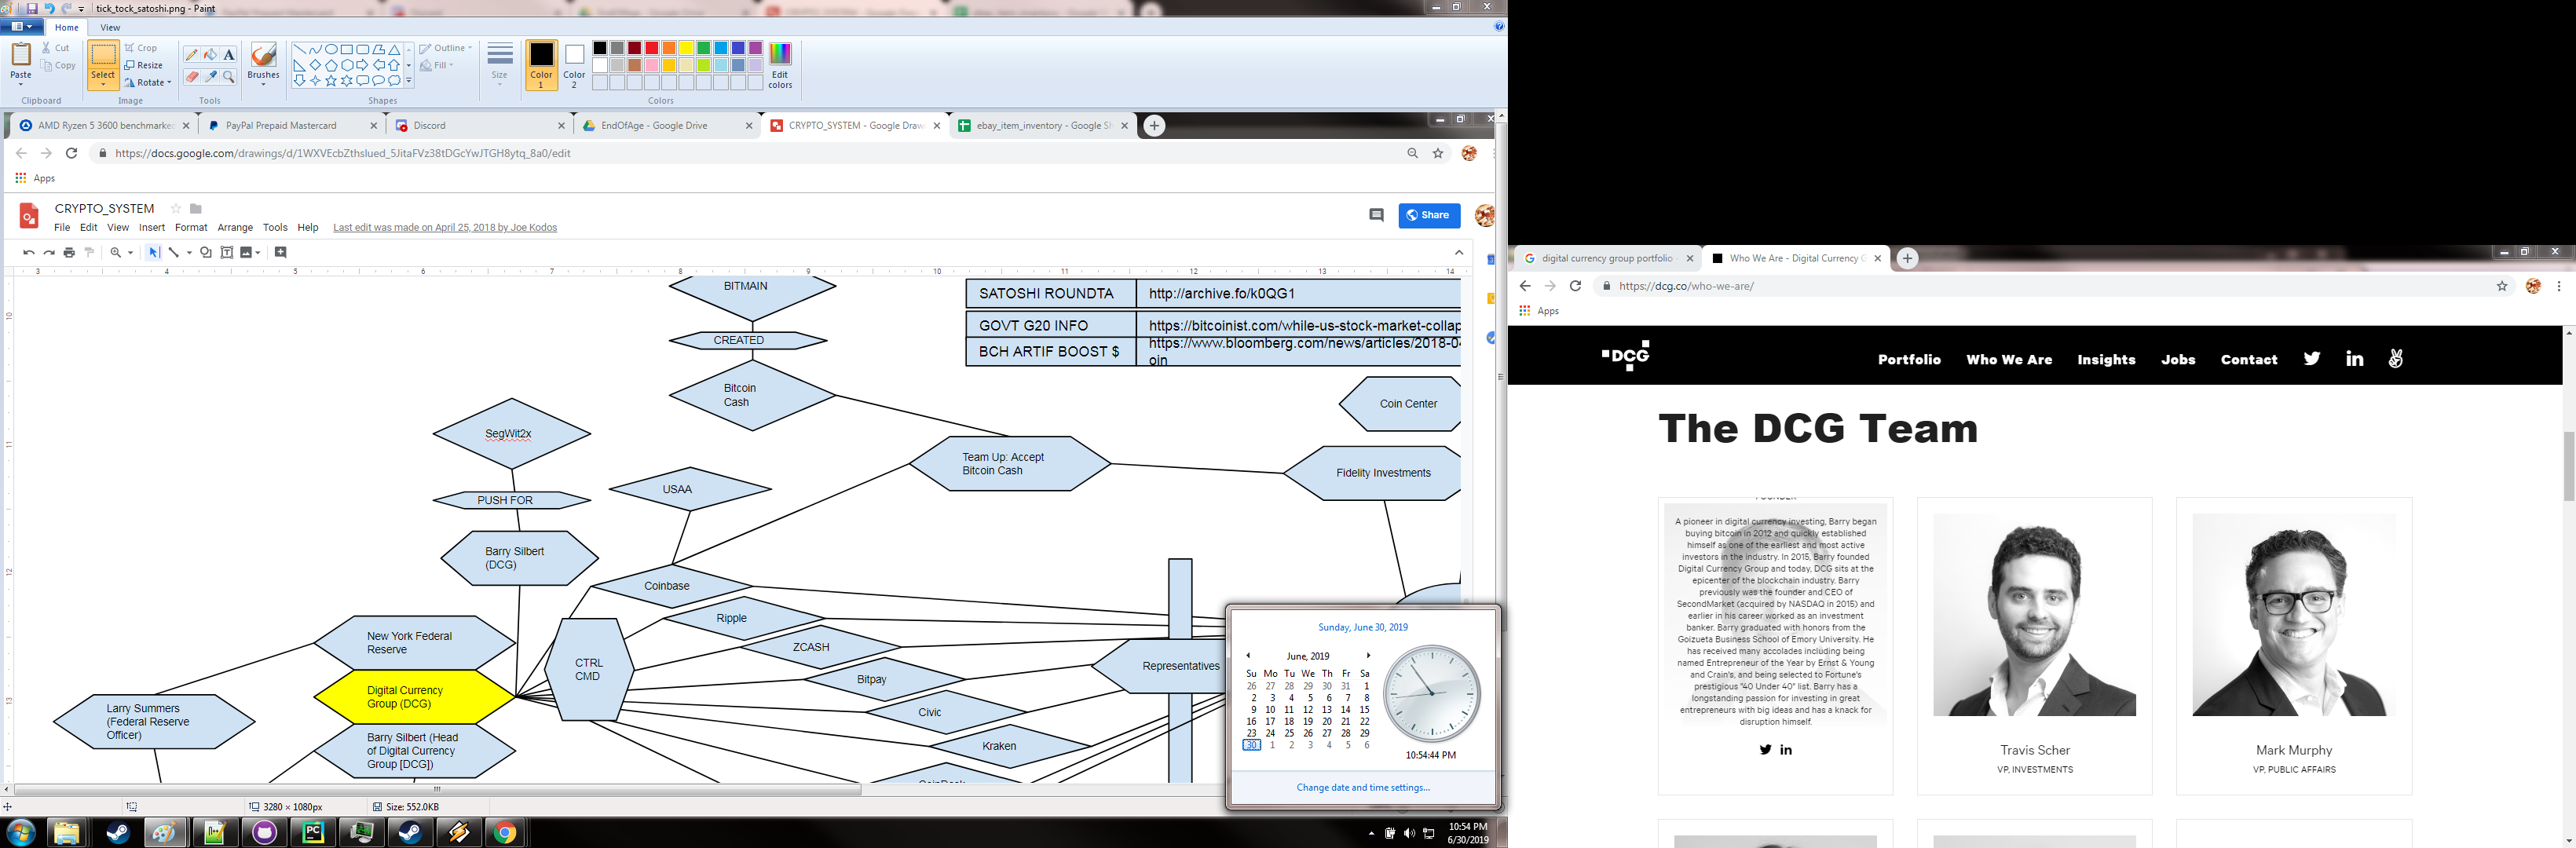 tick_tock_satoshi.png - Paint
Home
View
Paste
Cut
Copy
Clipboard
Select
Crop
Resize
Rotate
Image
Tools
Brushes
Shapes
Outline
Fill
Size
Color 1
Color 2
Edit colors
Colors
AMD Ryzen 5 3600 benchmarked
PayPal Prepaid Mastercard
Discord
EndOfAge - Google Drive
CRYPTO_SYSTEM - Google Draw
ebay_item_inventory - Google Sh
https://docs.google.com/drawings/d/1WXVEcbZthslued_5JitaFVz38tDGcYwJTGH8ytq_8a0/edit
Apps
CRYPTO_SYSTEM
File Edit View Insert Format Arrange Tools Help
Last edit was made on April 25, 2018 by Joe Kodos
Share
3 4 5 6 7 8 9 10 11 12 13 14
10
11
12
13
BITMAIN
CREATED
Bitcoin
Cash
SATOSHI ROUNDTA
http://archive.fo/k0QG1
GOVT G20 INFO
https://bitcoinist.com/while-us-stock-market-collap
BCH ARTIF BOOST $
https://www.bloomberg.com/news/articles/2018-04
oin
Coin Center
SegWit2x
PUSH FOR
Barry Silbert
(DCG)
USAA
Team Up: Accept
Bitcoin Cash
Fidelity Investments
Coinbase
Ripple
ZCASH
Bitpay
Civic
Kraken
CTRL
CMD
Representatives
New York Federal
Reserve
Digital Currency
Group (DCG)
Barry Silbert (Head
of Digital Currency
Group [DCG])
Larry Summers
(Federal Reserve
Officer)
Sunday, June 30, 2019
June, 2019
Su Mo Tu We Th Fr Sa
26 27 28 29 30 31 1
2 3 4 5 6 7 8
9 10 11 12 13 14 15
16 17 18 19 20 21 22
23 24 25 26 27 28 29
30 1 2 3 4 5 6
10:54:44 PM
Change date and time settings...
3280 × 1080px
Size: 552.0KB
10:54 PM
6/30/2019
digital currency group portfolio
Who We Are - Digital Currency G
https://dcg.co/who-we-are/
Apps
DCG
Portfolio
Who We Are
Insights
Jobs
Contact
The DCG Team
FOUNDER
A pioneer in digital currency investing, Barry began
buying bitcoin in 2012 and quickly established
himself as one of the earliest and most active
investors in the industry. In 2015, Barry founded
Digital Currency Group and today, DCG sits at the
epicenter of the blockchain industry. Barry
previously was the founder and CEO of
SecondMarket (acquired by NASDAQ in 2015) and
earlier in his career worked as an investment
banker. Barry graduated with honors from the
Goizueta Business School of Emory University. He
has received many accolades including being
named Entrepreneur of the Year by Ernst & Young
and Crain's, and being selected to Fortune's
prestigious "40 Under 40" list. Barry has a
longstanding passion for investing in great
entrepreneurs with big ideas and has a knack for
disruption himself.
Travis Scher
VP, INVESTMENTS
Mark Murphy
VP, PUBLIC AFFAIRS